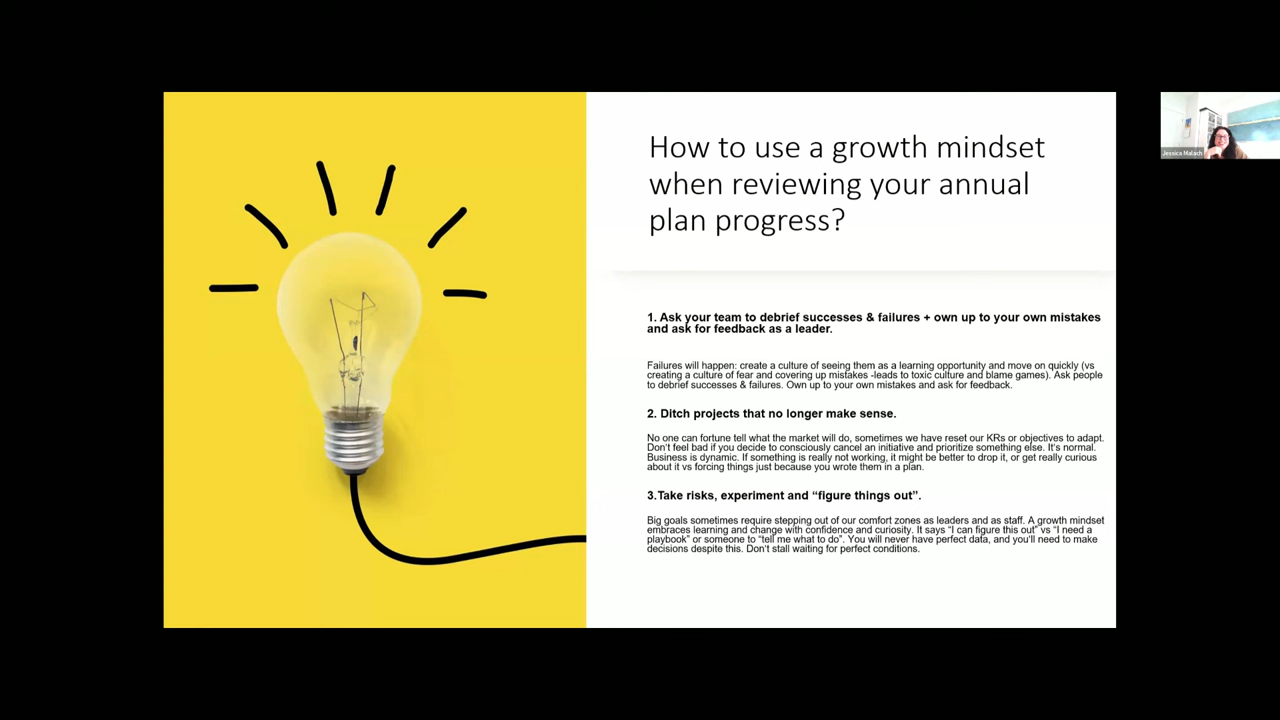 How to use a growth mindset
when reviewing your annual
plan progress?
Jessica Malach
1. Ask your team to debrief successes & failures + own up to your own mistakes
and ask for feedback as a leader.
Failures will happen: create a culture of seeing them as a learning opportunity and move on quickly (vs
creating a culture of fear and covering up mistakes -leads to toxic culture and blame games). Ask people
to debrief successes & failures. Own up to your own mistakes and ask for feedback.
2. Ditch projects that no longer make sense.
No one can fortune tell what the market will do, sometimes we have reset our KRs or objectives to adapt.
Don't feel bad if you decide to consciously cancel an initiative and prioritize something else. It's normal.
Business is dynamic. If something is really not working, it might be better to drop it, or get really curious
about it vs forcing things just because you wrote them in a plan.
3.Take risks, experiment and “figure things out”.
Big goals sometimes require stepping out of our comfort zones as leaders and as staff. A growth mindset
embraces learning and change with confidence and curiosity. It says “I can figure this out” vs “I need a
playbook” or someone to “tell me what to do”. You will never have perfect data, and you'll need to make
decisions despite this. Don't stall waiting for perfect conditions.